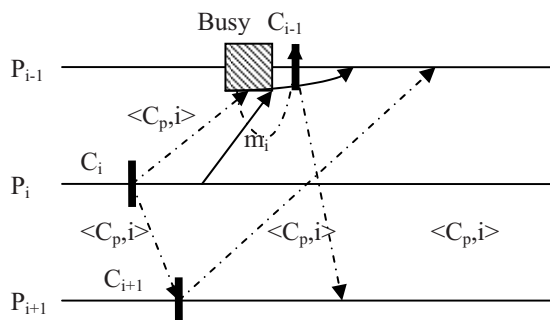 Busy C_{i-1}
P_{i-1}
<C_p,i>
m_i
C_i
P_i
<C_p,i> <C_p,i> <C_p,i>
C_{i+1}
P_{i+1}